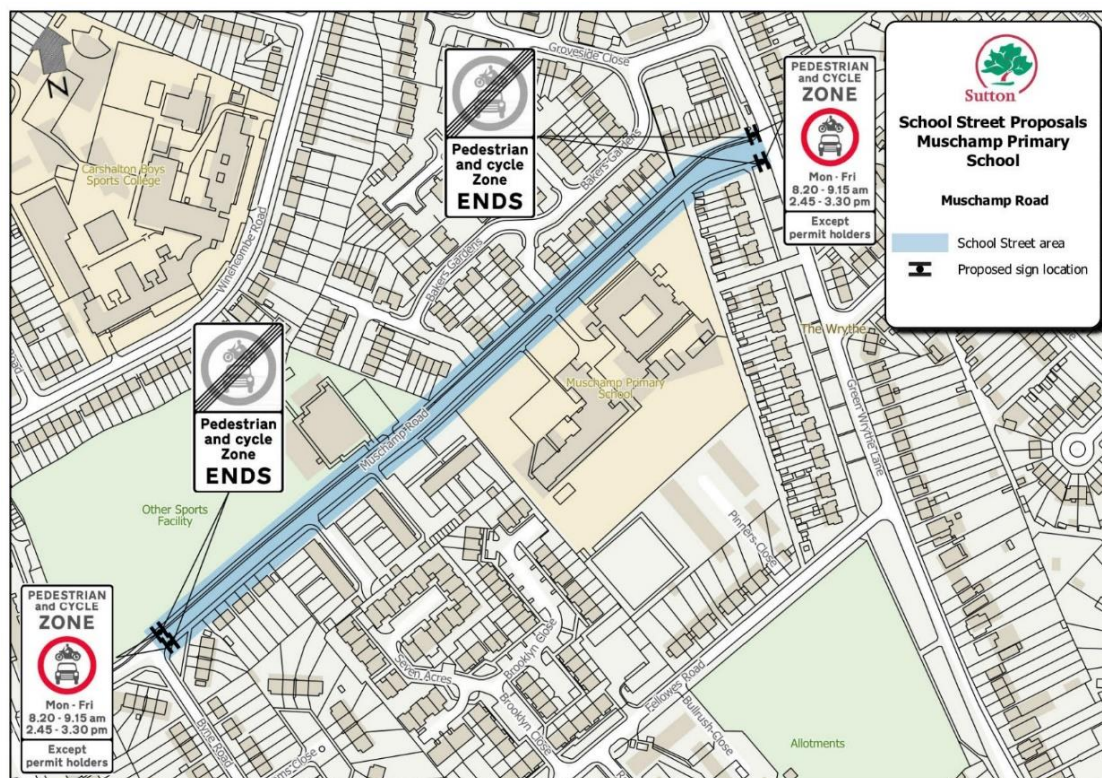 N
Carshalton Boys
Sports College
Winchcombe Road
Groveside Close
Bakers Gardens
Bakers Gardens
Pedestrian
and cycle
Zone
ENDS
PEDESTRIAN
and CYCLE
ZONE
Mon - Fri
8.20 - 9.15 am
2.45 - 3.30 pm
Except
permit holders
Sutton
School Street Proposals
Muschamp Primary
School
Muschamp Road
School Street area
Proposed sign location
Pedestrian
and cycle
Zone
ENDS
Muschamp Road
Muschamp Primary
School
The Wrythe
Green Wrythe Lane
Other Sports
Facility
Pinners Close
PEDESTRIAN
and CYCLE
ZONE
Mon - Fri
8.20 - 9.15 am
2.45 - 3.30 pm
Except
permit holders
Byne Road
Seven Acres
Brooklyn Close
Brooklyn Close
Fellowes Road
Bullrush Close
Allotments
Road